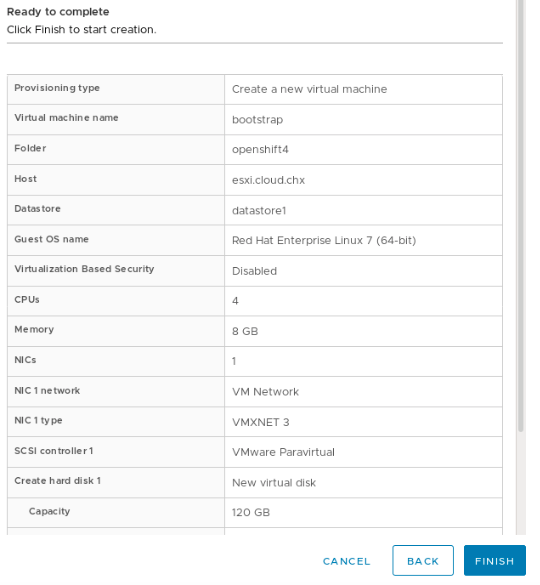 Ready to complete
Click Finish to start creation.
Provisioning type Create a new virtual machine
Virtual machine name bootstrap
Folder openshift4
Host esxi.cloud.chx
Datastore datastore1
Guest OS name Red Hat Enterprise Linux 7 (64-bit)
Virtualization Based Security Disabled
CPUs 4
Memory 8 GB
NICs 1
NIC 1 network VM Network
NIC 1 type VMXNET 3
SCSI controller 1 VMware Paravirtual
Create hard disk 1 New virtual disk
Capacity 120 GB
CANCEL BACK FINISH